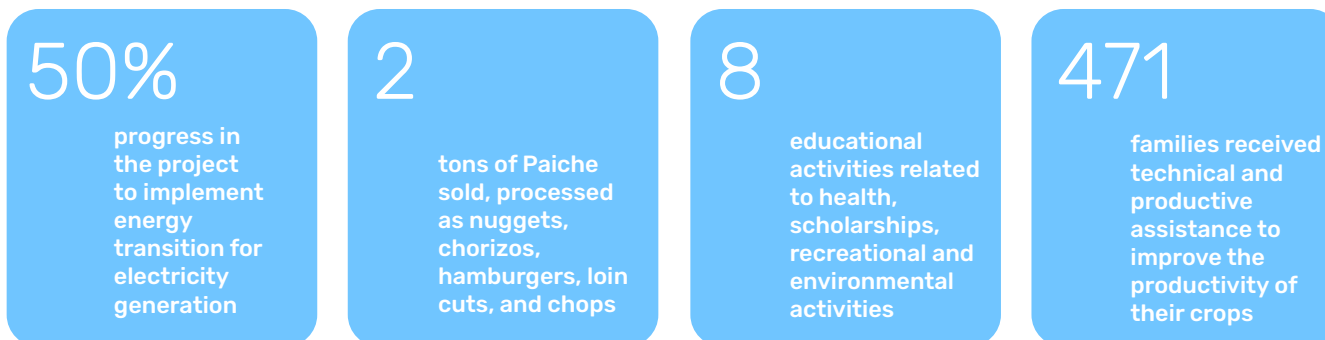 50%
progress in
the project
to implement
energy
transition for
electricity
generation
2
tons of Paiche
sold, processed
as nuggets,
chorizos,
hamburgers, loin
cuts, and chops
8
educational
activities related
to health,
scholarships,
recreational and
environmental
activities
471
families received
technical and
productive
assistance to
improve the
productivity of
their crops